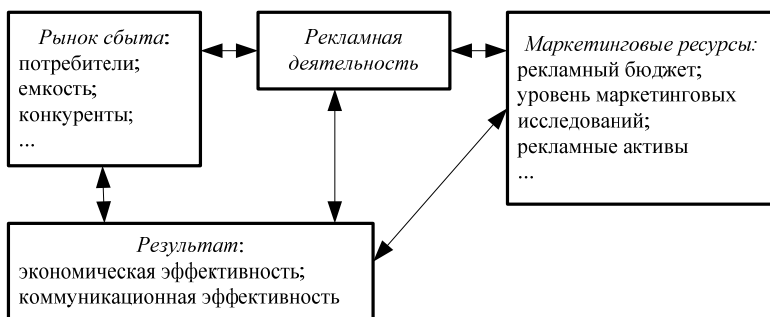 Рынок сбыта:
потребители;
емкость;
конкуренты;
...
Рекламная
деятельность
Маркетинговые ресурсы:
рекламный бюджет;
уровень маркетинговых
исследований;
рекламные активы
...
Результат:
экономическая эффективность;
коммуникационная эффективность